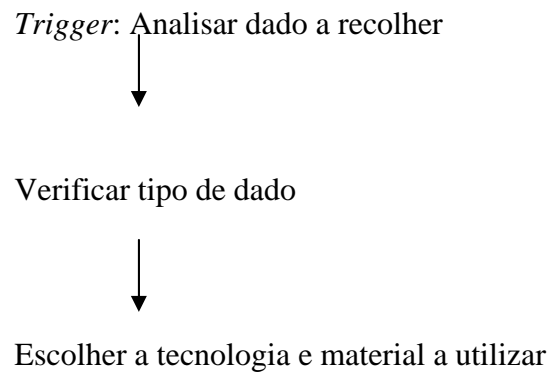 Trigger: Analisar dado a recolher
Verificar tipo de dado
Escolher a tecnologia e material a utilizar